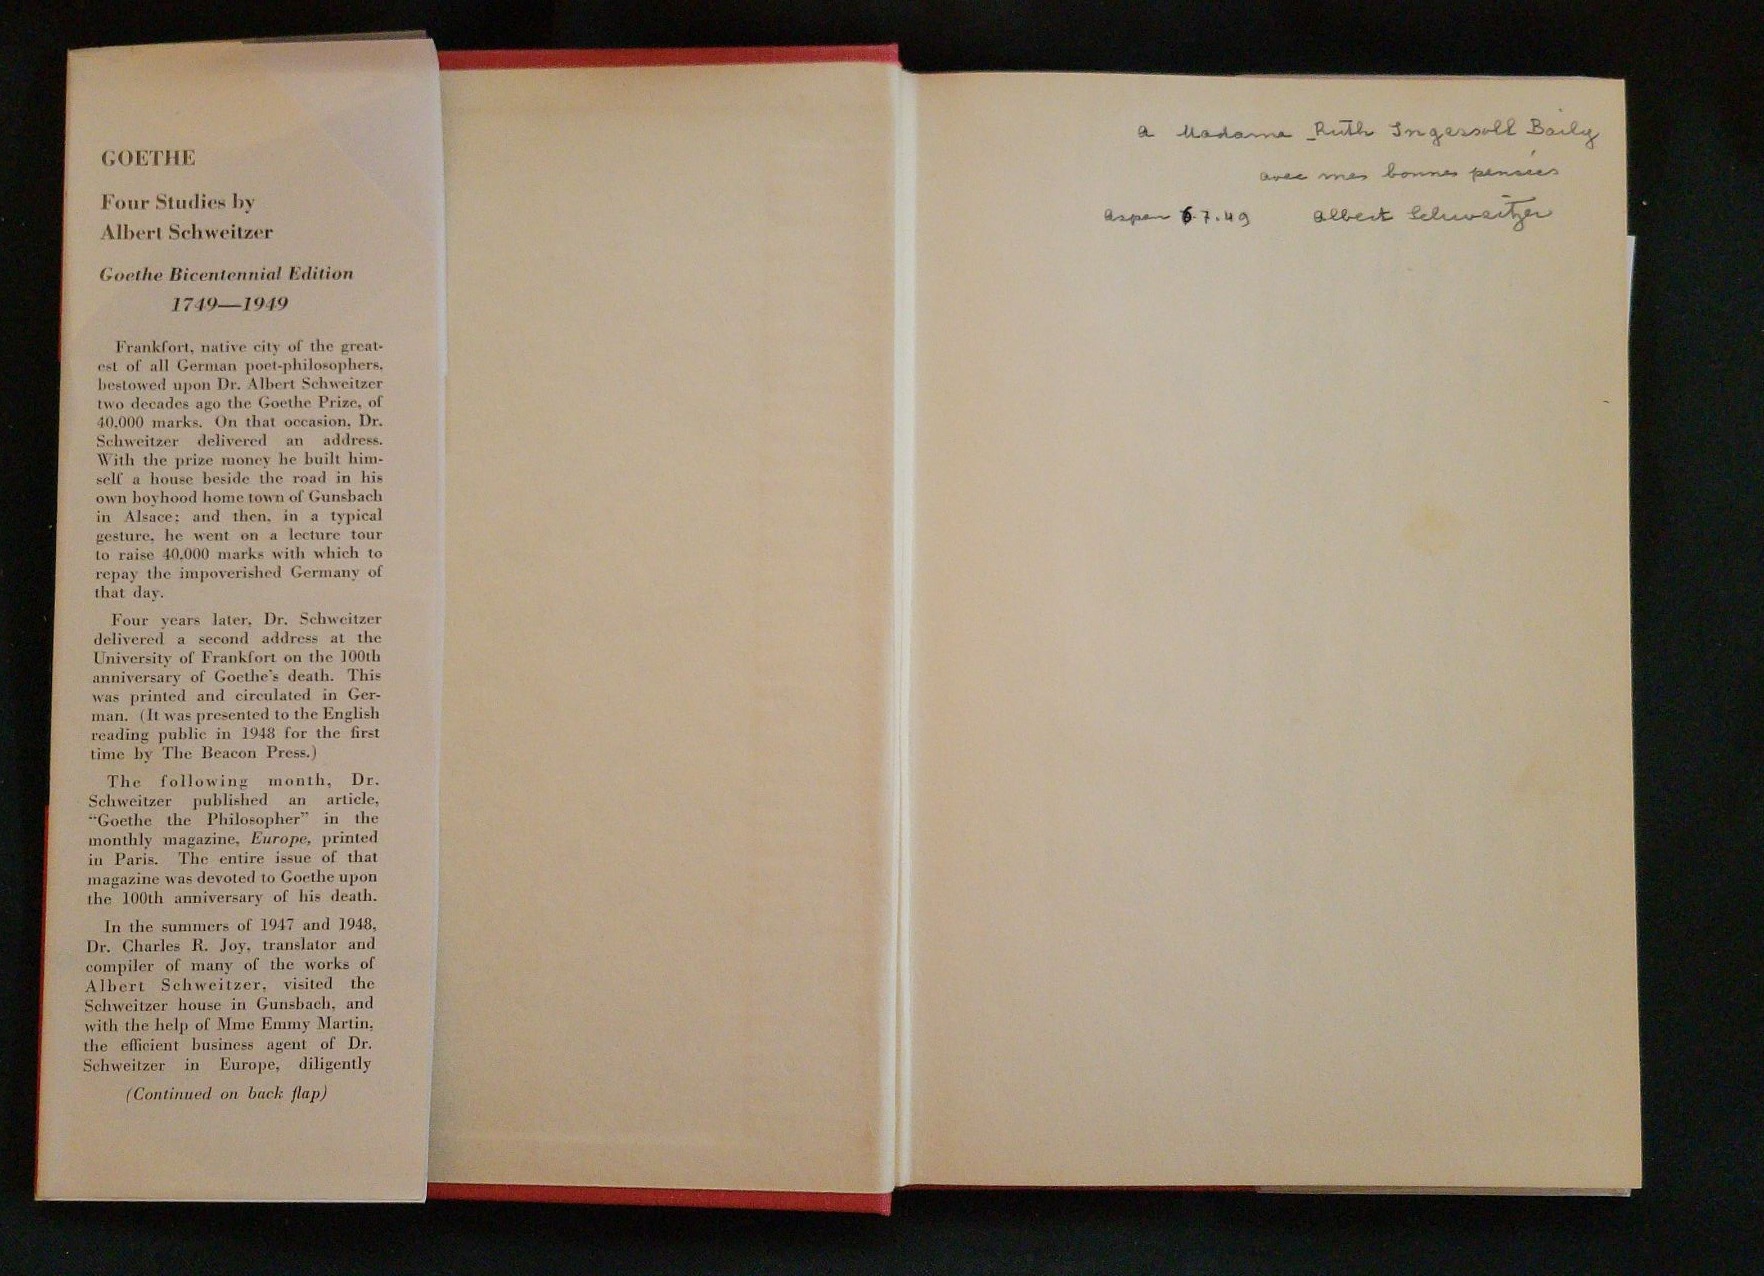 GOETHE
Four Studies by
Albert Schweitzer
Goethe Bicentennial Edition
1749—1949
Frankfort, native city of the great-
est of all German poet-philosophers,
bestowed upon Dr. Albert Schweitzer
two decades ago the Goethe Prize, of
40,000 marks. On that occasion, Dr.
Schweitzer delivered an address.
With the prize money he built him-
self a house beside the road in his
own boyhood home town of Gunsbach
in Alsace; and then, in a typical
gesture, he went on a lecture tour
to raise 40,000 marks with which to
repay the impoverished Germany of
that day.
Four years later, Dr. Schweitzer
delivered a second address at the
University of Frankfort on the 100th
anniversary of Goethe's death. This
was printed and circulated in Ger-
man. (It was presented to the English
reading public in 1948 for the first
time by The Beacon Press.)
The following month, Dr.
Schweitzer published an article,
“Goethe the Philosopher” in the
monthly magazine, Europe, printed
in Paris. The entire issue of that
magazine was devoted to Goethe upon
the 100th anniversary of his death.
In the summers of 1947 and 1948,
Dr. Charles R. Joy, translator and
compiler of many of the works of
Albert Schweitzer, visited the
Schweitzer house in Gunsbach, and
with the help of Mme Emmy Martin,
the efficient business agent of Dr.
Schweitzer in Europe, diligently
(Continued on back flap)
a Madame Ruth Ingersoll Baily
avec mes bonnes pensées
Aspen 6.7.49 Albert Schweitzer